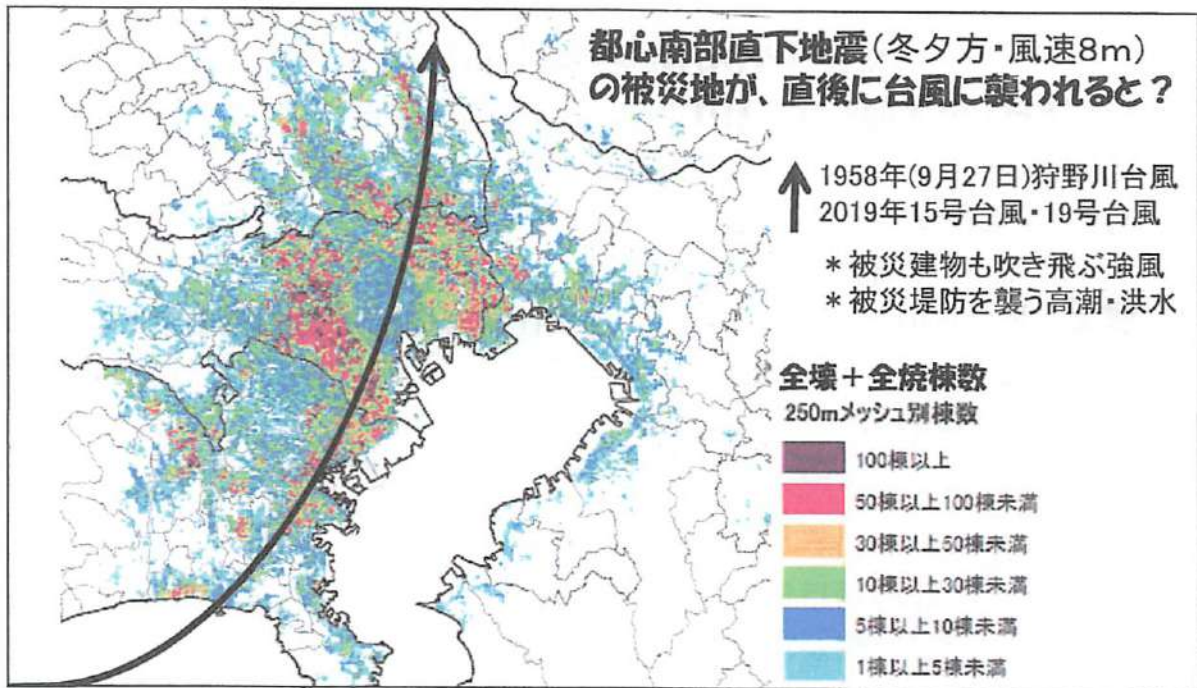 都心南部直下地震(冬夕方・風速8m)
の被災地が、直後に台風に襲われると?
1958年(9月27日)狩野川台風
2019年15号台風・19号台風
*被災建物も吹き飛ぶ強風
*被災堤防を襲う高潮・洪水
全壊+全焼棟数
250mメッシュ別棟数
100棟以上
50棟以上100棟未満
30棟以上50棟未満
10棟以上30棟未満
5棟以上10棟未満
1棟以上5棟未満